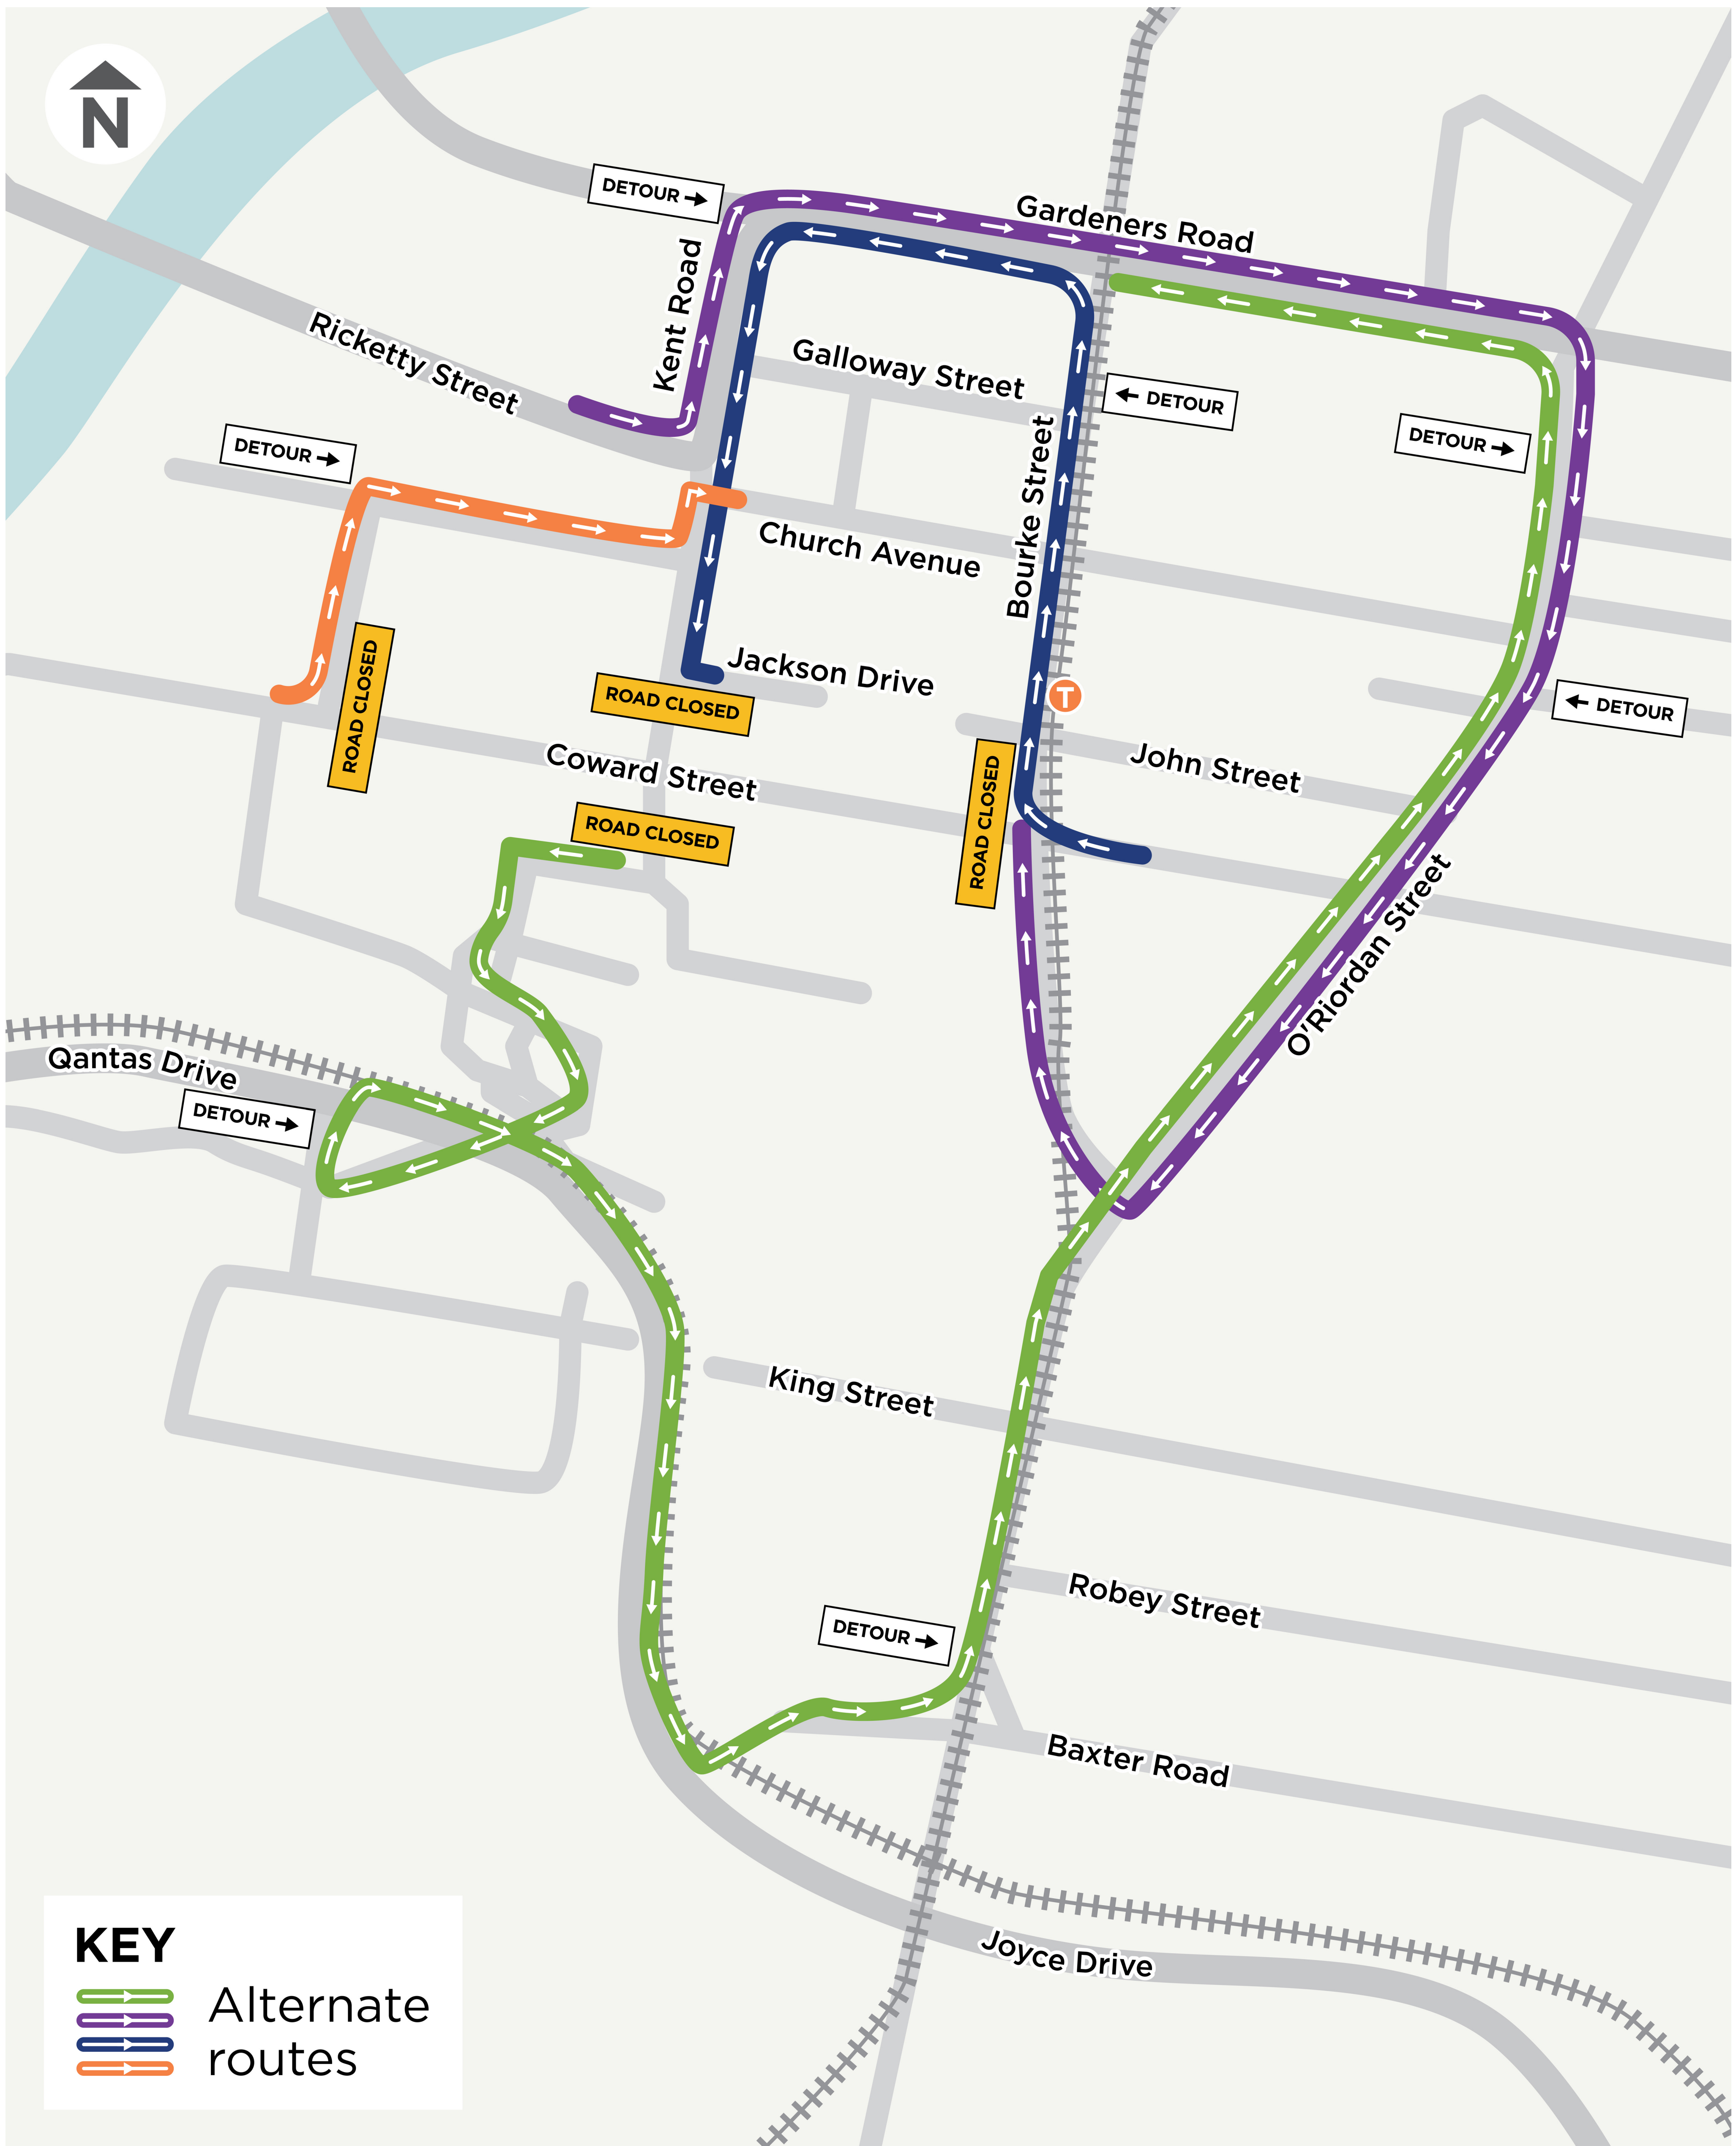 N
DETOUR
Gardeners Road
Kent Road
Ricketty Street
Galloway Street
DETOUR
DETOUR
DETOUR
Bourke Street
Church Avenue
ROAD CLOSED
Jackson Drive
ROAD CLOSED
T
DETOUR
Coward Street
John Street
ROAD CLOSED
ROAD CLOSED
O'Riordan Street
Qantas Drive
DETOUR
King Street
Robey Street
DETOUR
Baxter Road
Joyce Drive
KEY
Alternate
routes